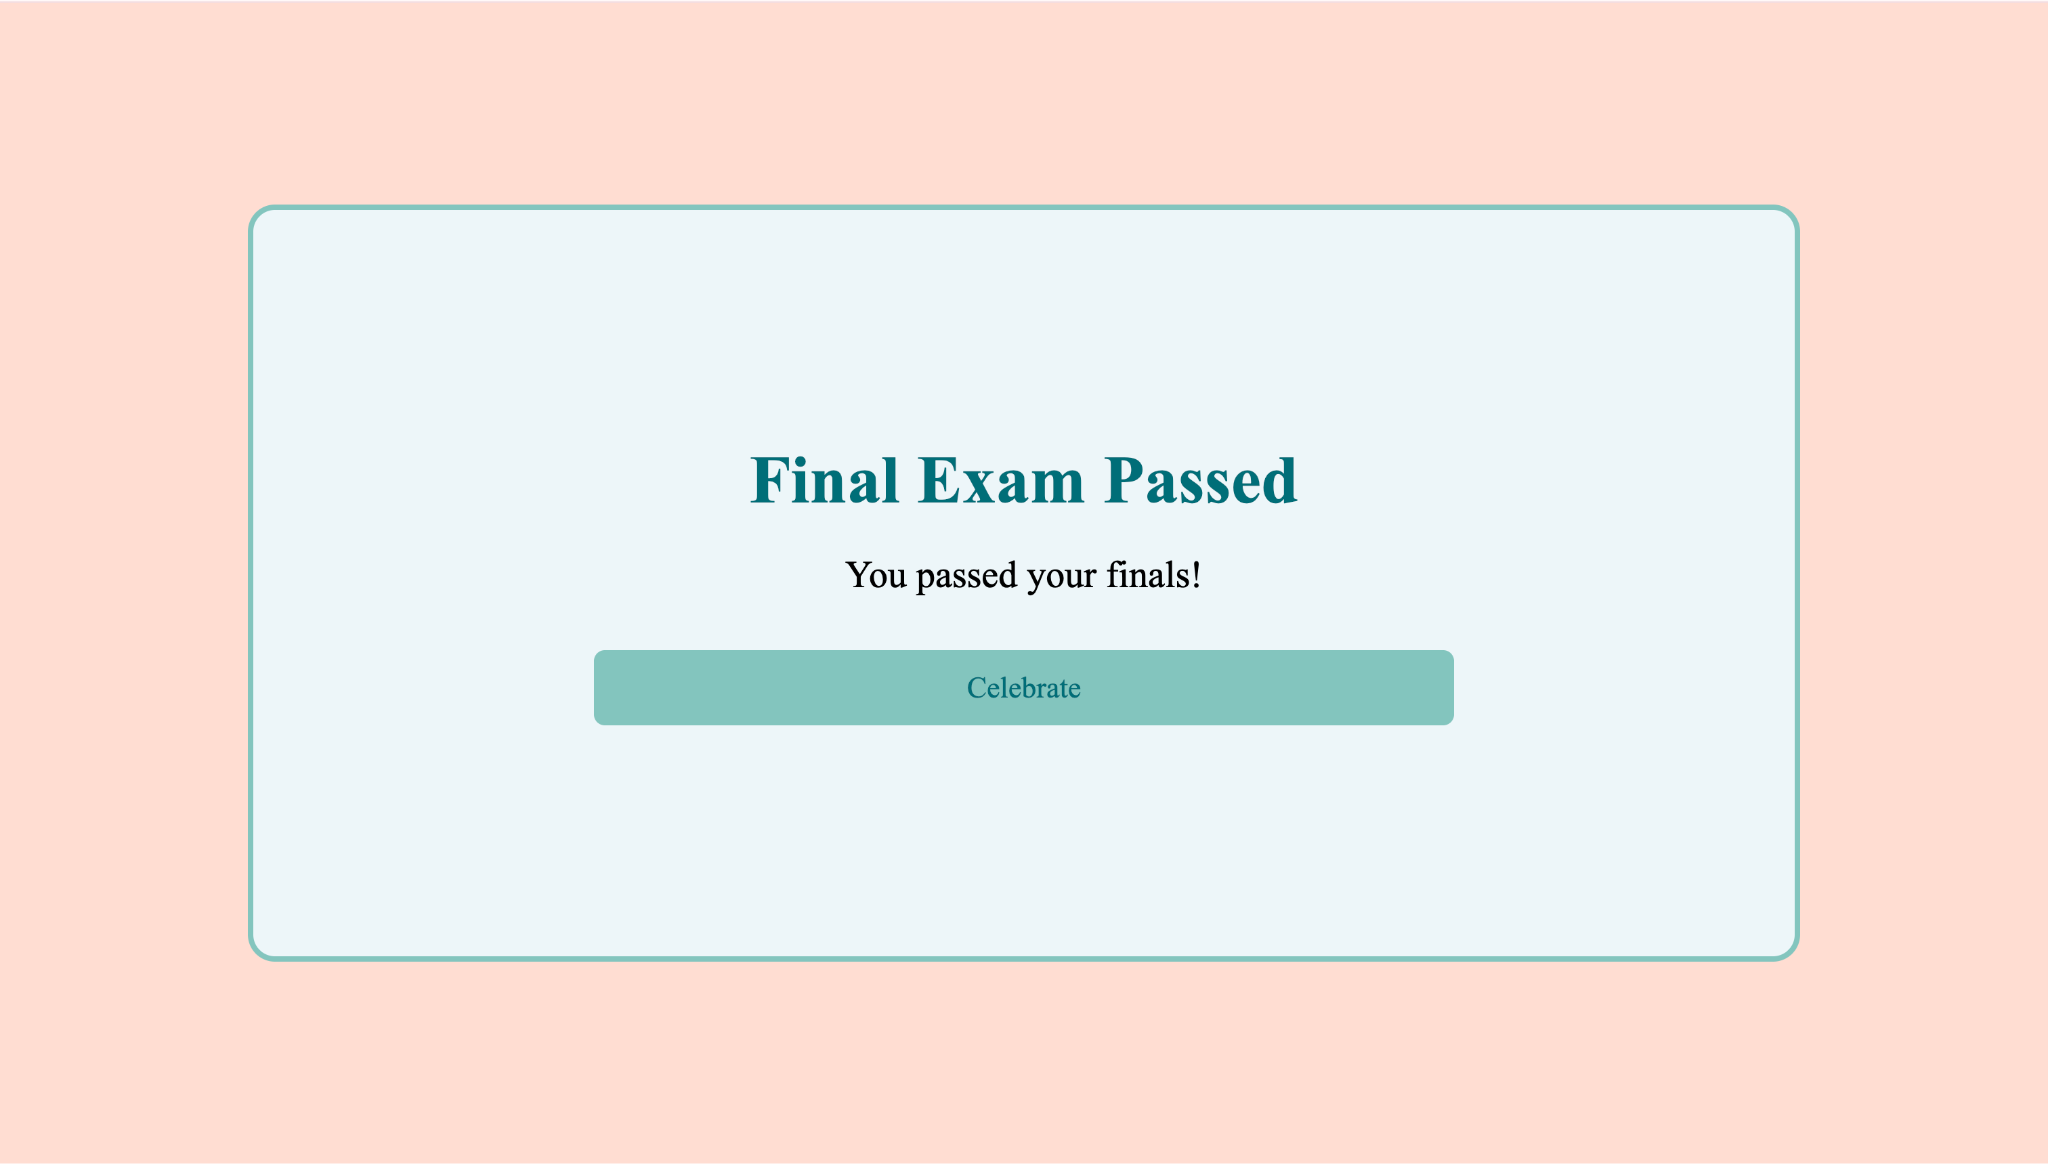 Final Exam Passed
You passed your finals!
Celebrate